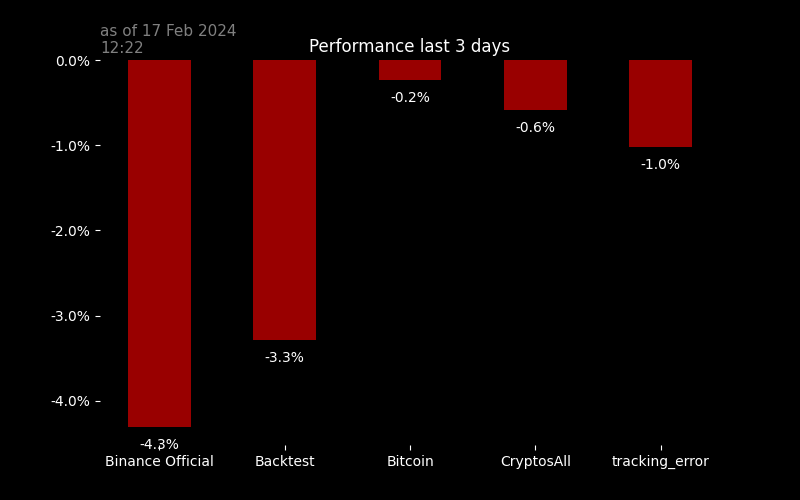 as of 17 Feb 2024
12:22
Performance last 3 days
0.0%
-1.0%
-2.0%
-3.0%
-4.0%
-4.3%
-3.3%
-0.2%
-0.6%
-1.0%
Binance Official
Backtest
Bitcoin
CryptosAll
tracking_error